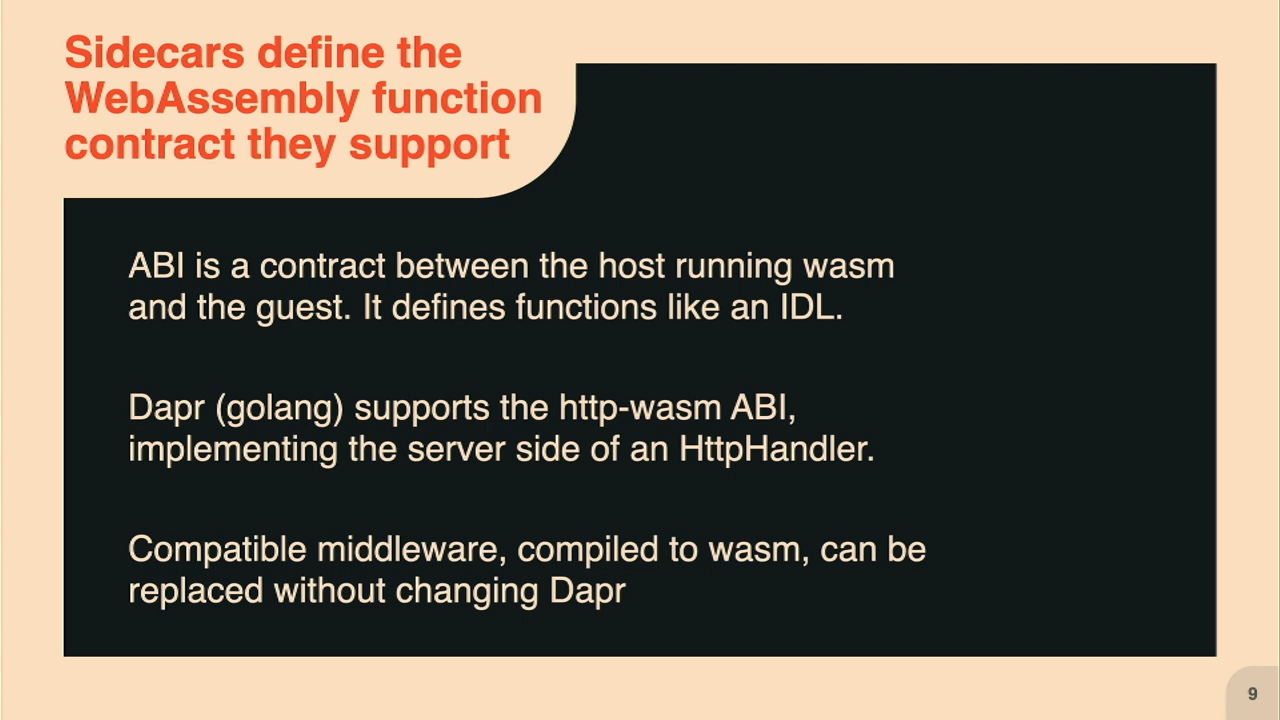 Sidecars define the
WebAssembly function
contract they support
ABI is a contract between the host running wasm
and the guest. It defines functions like an IDL.
Dapr (golang) supports the http-wasm ABI,
implementing the server side of an HttpHandler.
Compatible middleware, compiled to wasm, can be
replaced without changing Dapr
9